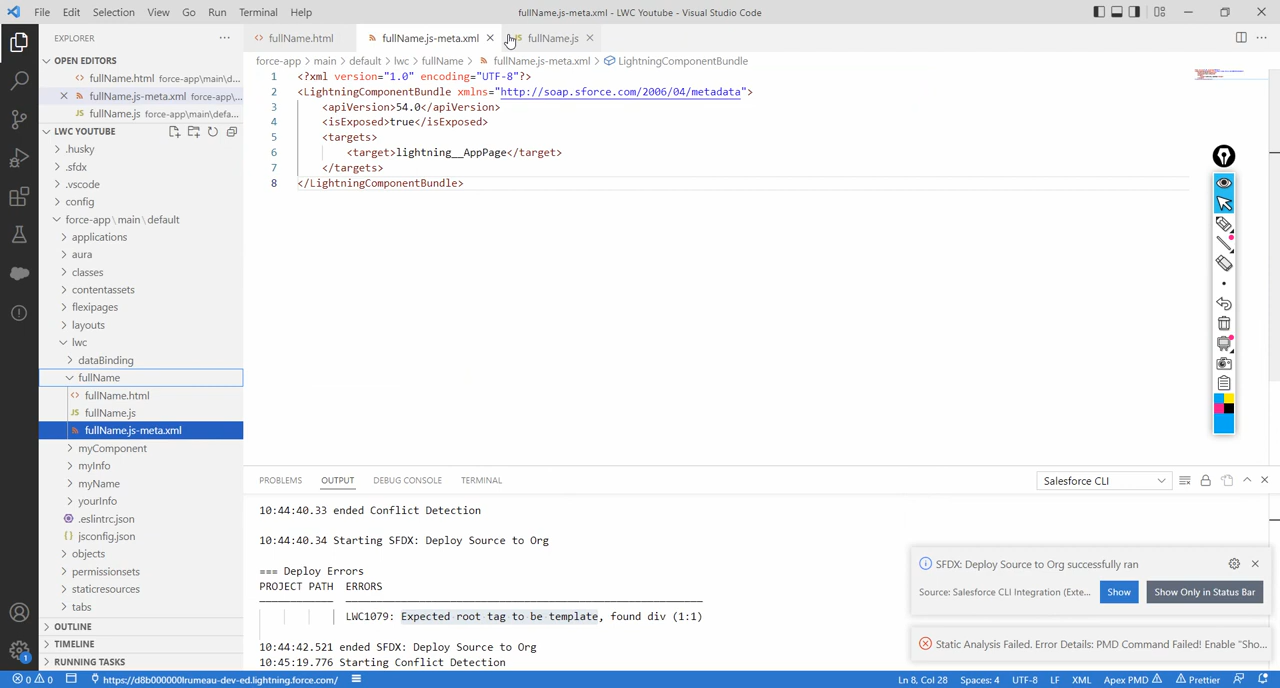 File Edit Selection View Go Run Terminal Help
fullName.js-meta.xml - LWC Youtube - Visual Studio Code
EXPLORER
OPEN EDITORS
fullName.html force-app\main\d...
fullName.js-meta.xml force-app\...
JS fullName.js force-app\main\defa...
LWC YOUTUBE
.husky
.sfdx
.vscode
config
force-app\main\default
applications
aura
classes
contentassets
flexipages
layouts
lwc
dataBinding
fullName
fullName.html
JS fullName.js
fullName.js-meta.xml
myComponent
myInfo
myName
yourInfo
.eslintrc.json
jsconfig.json
objects
permissionsets
staticresources
tabs
OUTLINE
TIMELINE
RUNNING TASKS
fullName.html
fullName.js-meta.xml
fullName.js
force-app > main > default > lwc > fullName > fullName.js-meta.xml > LightningComponentBundle
1 <?xml version="1.0" encoding="UTF-8"?>
2 <LightningComponentBundle xmlns="http://soap.sforce.com/2006/04/metadata">
3 <apiVersion>54.0</apiVersion>
4 <isExposed>true</isExposed>
5 <targets>
6 <target>lightning__AppPage</target>
7 </targets>
8 </LightningComponentBundle>
PROBLEMS OUTPUT DEBUG CONSOLE TERMINAL
Salesforce CLI
10:44:40.33 ended Conflict Detection
10:44:40.34 Starting SFDX: Deploy Source to Org
=== Deploy Errors
PROJECT PATH ERRORS
LWC1079: Expected root tag to be template, found div (1:1)
10:44:42.521 ended SFDX: Deploy Source to Org
10:45:19.776 Starting Conflict Detection
SFDX: Deploy Source to Org successfully ran
Source: Salesforce CLI Integration (Exte...
Show
Show Only in Status Bar
Static Analysis Failed. Error Details: PMD Command Failed! Enable "Sho...
1
0 0
https://d8b000000lrumeau-dev-ed.lightning.force.com/
Ln 8, Col 28 Spaces: 4 UTF-8 LF XML Apex PMD Prettier